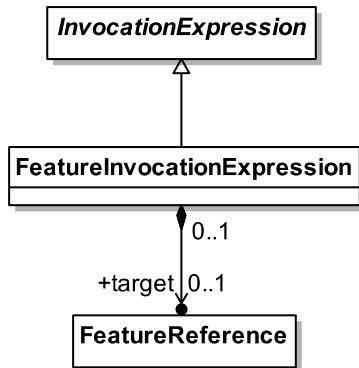 InvocationExpression
FeatureInvocationExpression
0..1
+target 0..1
FeatureReference